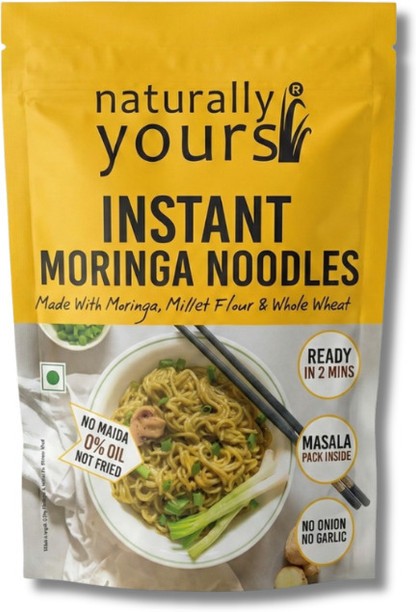 naturally®
yours
INSTANT
MORINGA NOODLES
Made With Moringa, Millet Flour & Whole Wheat
READY
IN 2 MINS
NO MAIDA
0% OIL
NOT FRIED
MASALA
PACK INSIDE
NO ONION
NO GARLIC